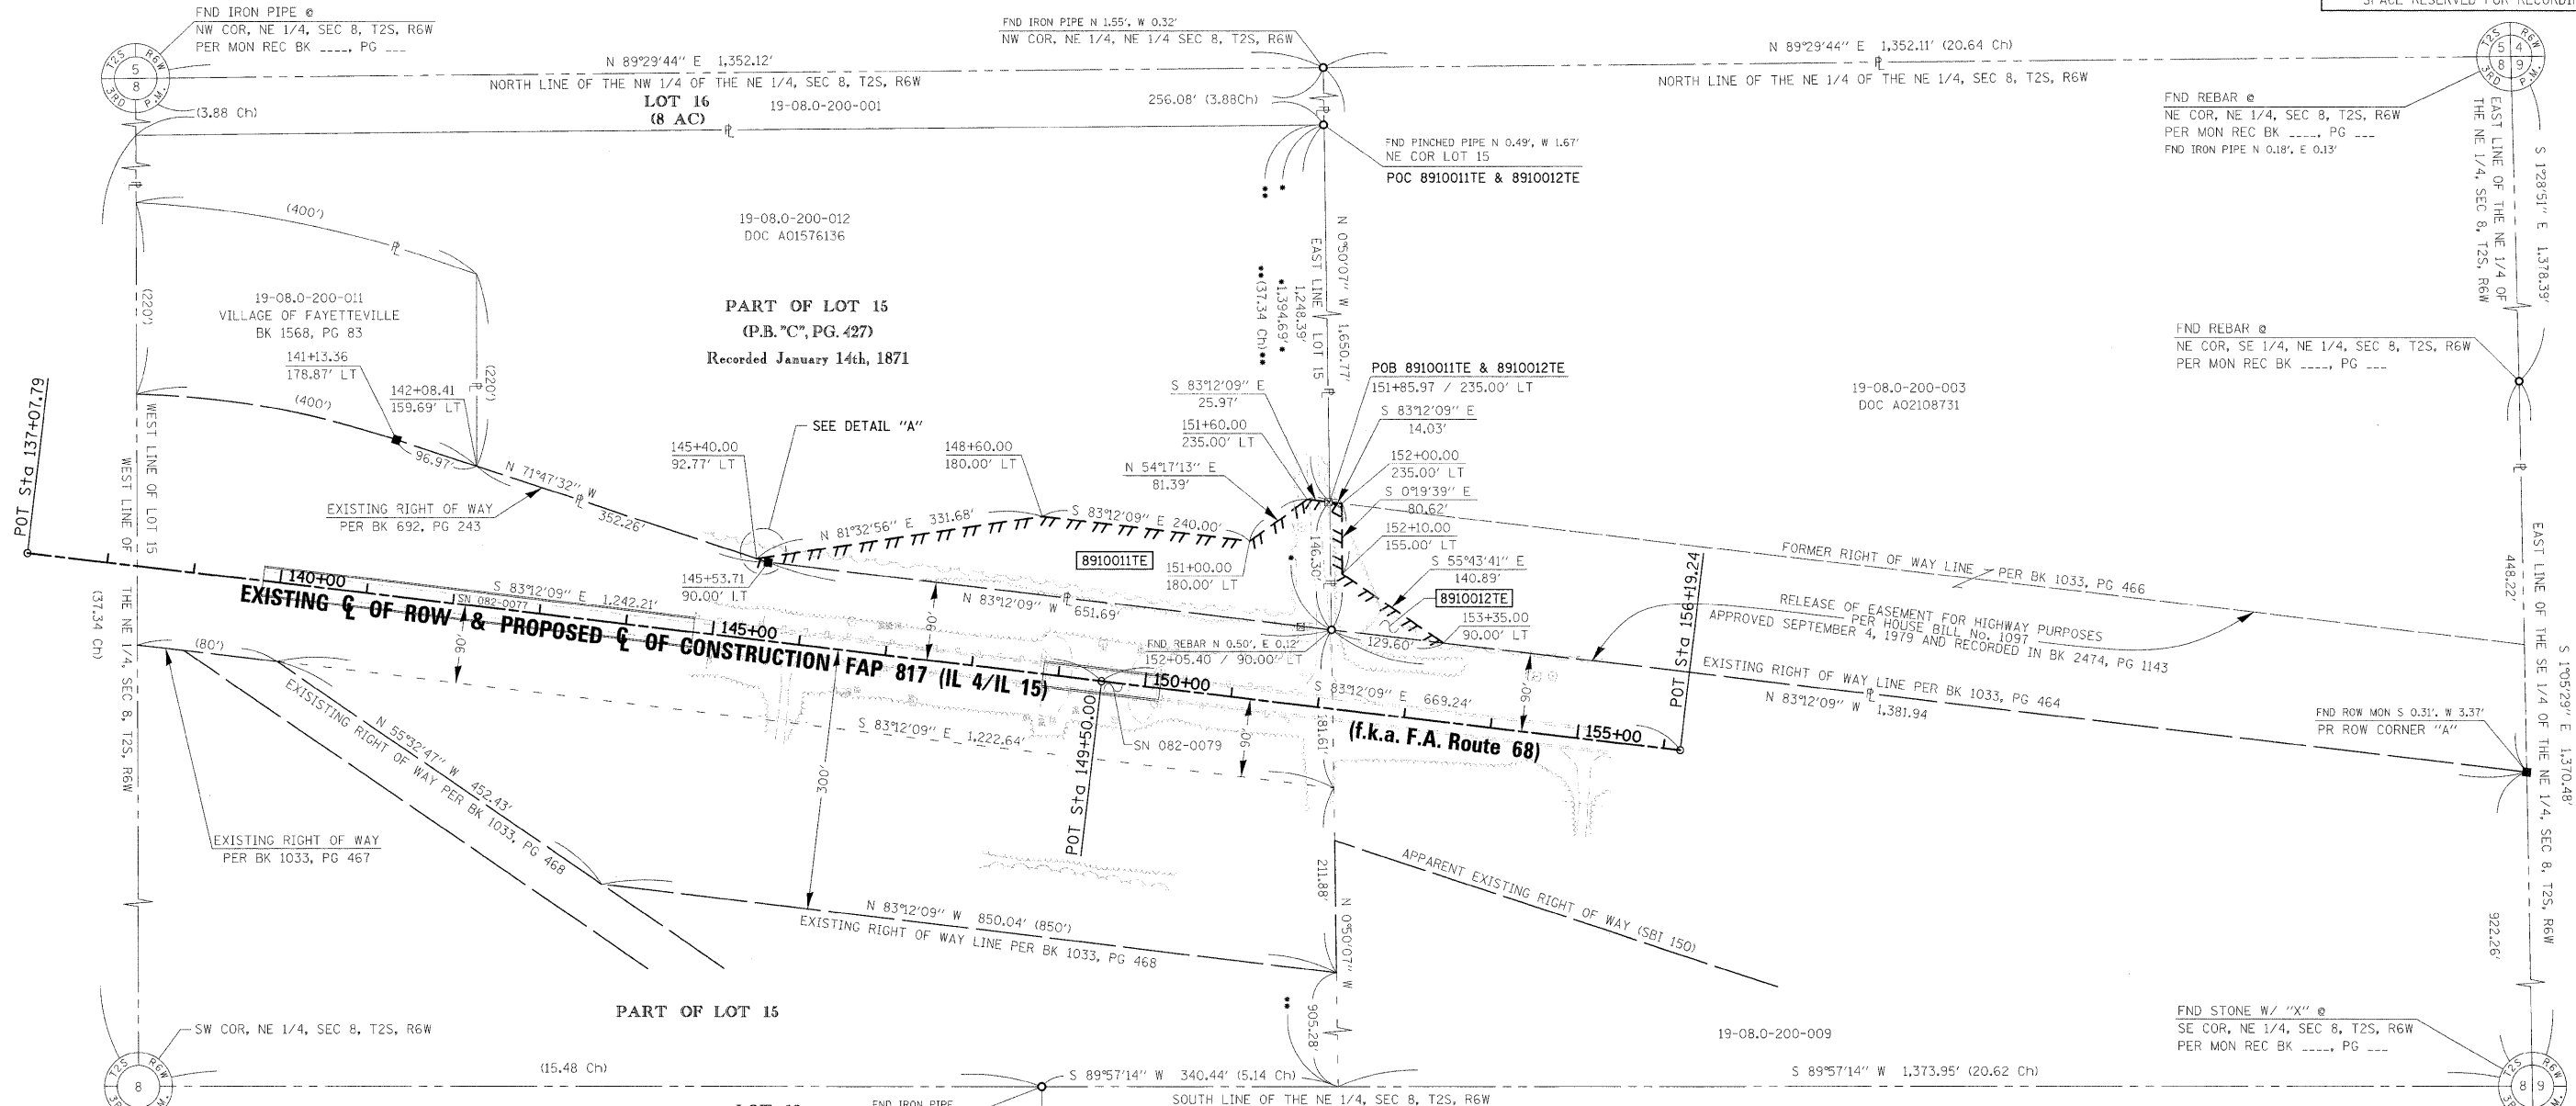 SPACE RESERVED FOR RECORDIN
FND IRON PIPE @
NW COR, NE 1/4, SEC 8, T2S, R6W
PER MON REC BK ____, PG ___
T2S R6W
5
8
3RD P.M.
N 89°29'44" E 1,352.12'
NORTH LINE OF THE NW 1/4 OF THE NE 1/4, SEC 8, T2S, R6W
FND IRON PIPE N 1.55', W 0.32'
NW COR, NE 1/4, NE 1/4 SEC 8, T2S, R6W
N 89°29'44" E 1,352.11' (20.64 Ch)
NORTH LINE OF THE NE 1/4 OF THE NE 1/4, SEC 8, T2S, R6W
T2S R6W
5 4
8 9
3RD P.M.
(3.88 Ch)
LOT 16
(8 AC)
19-08.0-200-001
256.08' (3.88Ch)
FND PINCHED PIPE N 0.49', W 1.67'
NE COR LOT 15
POC 8910011TE & 8910012TE
FND REBAR @
NE COR, NE 1/4, SEC 8, T2S, R6W
PER MON REC BK ____, PG ___
FND IRON PIPE N 0.18', E 0.13'
EAST LINE OF THE NE 1/4 OF
THE NE 1/4, SEC 8, T2S, R6W
S 1°28'51" E 1,378.39'
(400')
19-08.0-200-012
DOC A01576136
(220')
19-08.0-200-011
VILLAGE OF FAYETTEVILLE
BK 1568, PG 83
(220')
PART OF LOT 15
(P.B. "C", PG. 427)
Recorded January 14th, 1871
N 0°50'07" W 1,650.77'
EAST LINE LOT 15
1,248.39'
*1,394.69'*
**(37.34 Ch)**
FND REBAR @
NE COR, SE 1/4, NE 1/4, SEC 8, T2S, R6W
PER MON REC BK ____, PG ___
19-08.0-200-003
DOC A02108731
141+13.36
178.87' LT
142+08.41
159.69' LT
(400')
96.97'
POT Sta 137+07.79
WEST LINE OF LOT 15
WEST LINE OF THE NE 1/4, SEC 8, T2S, R6W
(37.34 Ch)
N 71°47'32" W
352.26'
EXISTING RIGHT OF WAY
PER BK 692, PG 243
SEE DETAIL "A"
145+40.00
92.77' LT
148+60.00
180.00' LT
S 83°12'09" E
25.97'
151+60.00
235.00' LT
N 54°17'13" E
81.39'
POB 8910011TE & 8910012TE
151+85.97 / 235.00' LT
S 83°12'09" E
14.03'
152+00.00
235.00' LT
S 0°19'39" E
80.62'
152+10.00
155.00' LT
S 55°43'41" E
140.89'
8910012TE
153+35.00
90.00' LT
N 81°32'56" E 331.68'
S 83°12'09" E 240.00'
8910011TE
151+00.00
180.00' LT
146.30'
145+53.71
90.00' LT
N 83°12'09" W 651.69'
FND REBAR N 0.50', E 0.12'
152+05.40 / 90.00' LT
129.60'
FORMER RIGHT OF WAY LINE PER BK 1033, PG 466
RELEASE OF EASEMENT FOR HIGHWAY PURPOSES
PER HOUSE BILL No. 1097
APPROVED SEPTEMBER 4, 1979 AND RECORDED IN BK 2474, PG 1143
EXISTING RIGHT OF WAY LINE PER BK 1033, PG 464
N 83°12'09" W 1,381.94
448.22'
EAST LINE OF THE SE 1/4 OF THE NE 1/4, SEC 8, T2S, R6W
S 1°05'29" E 1,370.48'
FND ROW MON S 0.31', W 3.37'
PR ROW CORNER "A"
140+00
S 83°12'09" E 1,242.21'
SN 082-0077
145+00
EXISTING ℄ OF ROW & PROPOSED ℄ OF CONSTRUCTION FAP 817 (IL 4/IL 15)
150+00
S 83°12'09" E 669.24'
(f.k.a. F.A. Route 68)
155+00
POT Sta 156+19.24
90'
90'
90'
90'
181.61'
(80')
S 83°12'09" E 1,222.64'
SN 082-0079
POT Sta 149+50.00
300'
N 55°32'47" W 452.43'
EXISTING RIGHT OF WAY PER BK 1033, PG 468
EXISTING RIGHT OF WAY
PER BK 1033, PG 467
N 83°12'09" W 850.04' (850')
EXISTING RIGHT OF WAY LINE PER BK 1033, PG 468
211.88'
N 0°50'07" W
APPARENT EXISTING RIGHT OF WAY (SBI 150)
922.26'
PART OF LOT 15
**
905.28'
19-08.0-200-009
SW COR, NE 1/4, SEC 8, T2S, R6W
FND STONE W/ "X" @
SE COR, NE 1/4, SEC 8, T2S, R6W
PER MON REC BK ____, PG ___
T2S R6W
8
(15.48 Ch)
S 89°57'14" W 340.44' (5.14 Ch)
SOUTH LINE OF THE NE 1/4, SEC 8, T2S, R6W
S 89°57'14" W 1,373.95' (20.62 Ch)
T2S R6W
8 9
FND IRON PIPE